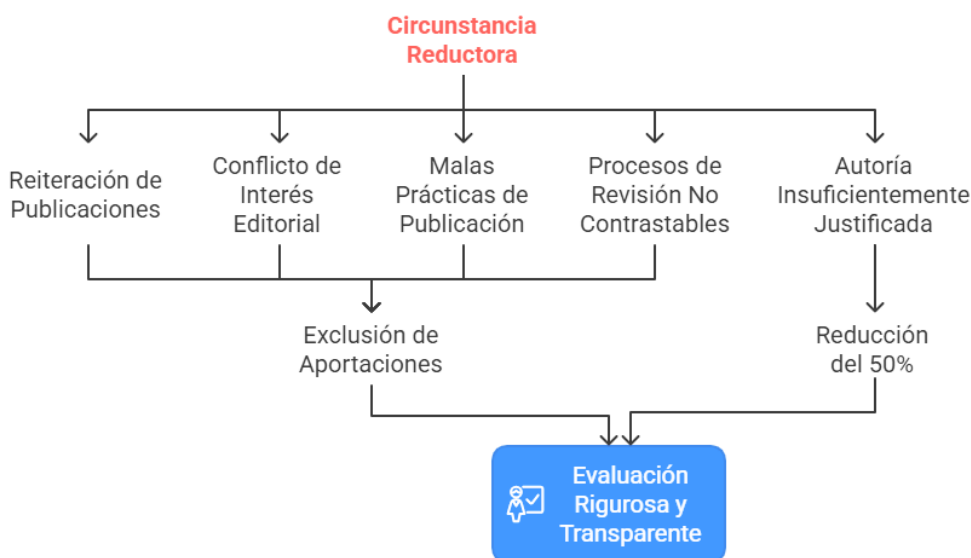 Circunstancia
Reductora
Reiteración de
Publicaciones
Conflicto de
Interés
Editorial
Malas
Prácticas de
Publicación
Procesos de
Revisión No
Contrastables
Autoría
Insuficientemente
Justificada
Exclusión de
Aportaciones
Reducción
del 50%
Evaluación
Rigurosa y
Transparente